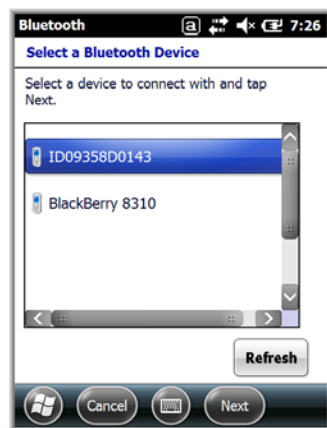 Bluetooth a 7:26
Select a Bluetooth Device
Select a device to connect with and tap
Next.
ID09358D0143
BlackBerry 8310
Refresh
Cancel Next